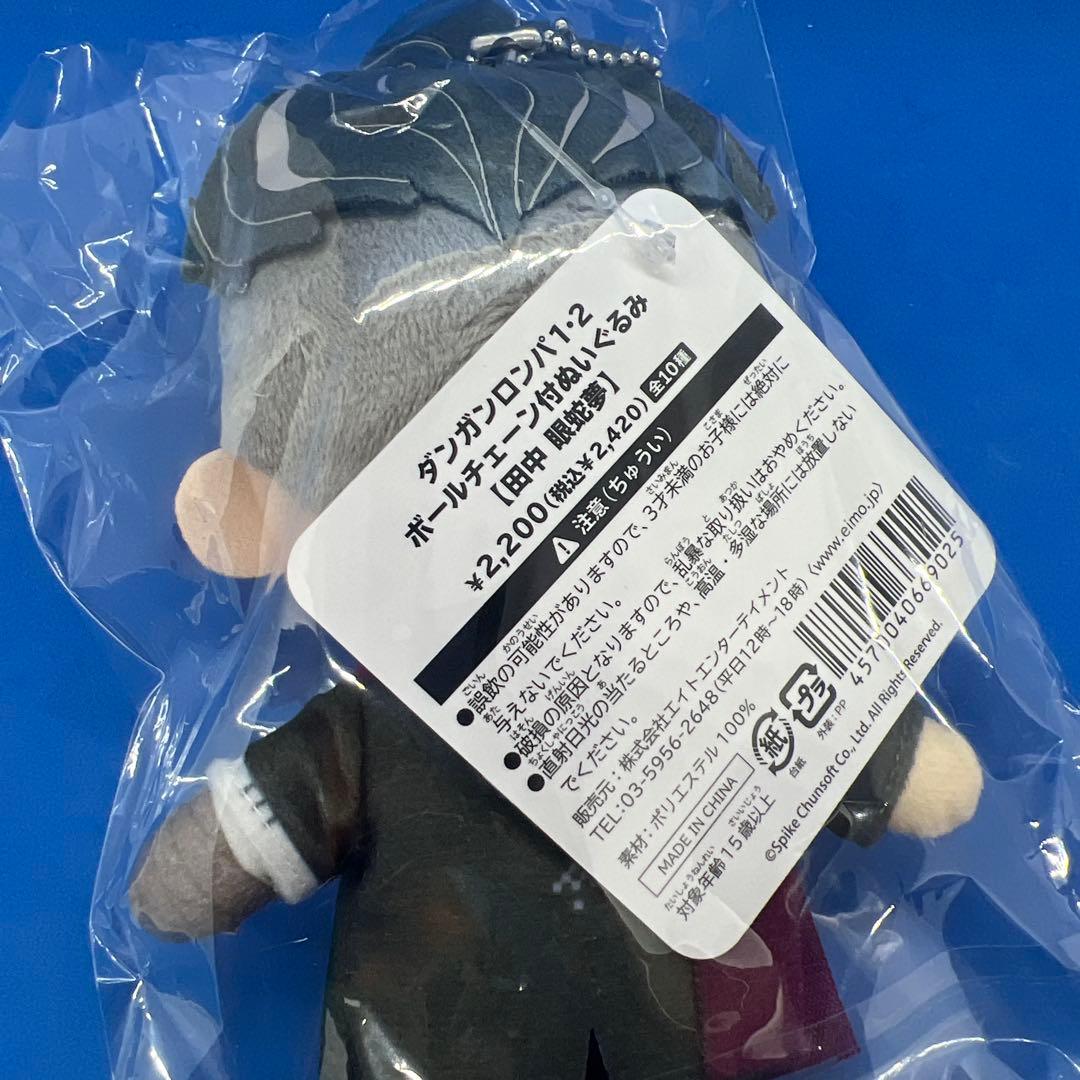 ダンガンロンパ1・2
ボールチェーン付ぬいぐるみ
【田中 眼蛇夢】
¥2,200(税込¥2,420) 全10種
注意(ちゅうい)
●誤飲の可能性がありますので、3才未満のお子様には絶対に
与えないでください。
●破損の原因となりますので、乱暴な取り扱いはおやめください。
●直射日光の当たるところや、高温・多湿な場所には放置しない
でください。
販売元:株式会社エイトエンターテイメント
TEL:03-5956-2648(平日12時~18時)(www.eimo.jp)
素材:ポリエステル 100%
MADE IN CHINA
対象年齢15歳以上
紙
台紙
プラ
外装:PP
4570040669025
©Spike Chunsoft Co., Ltd. All Rights Reserved.